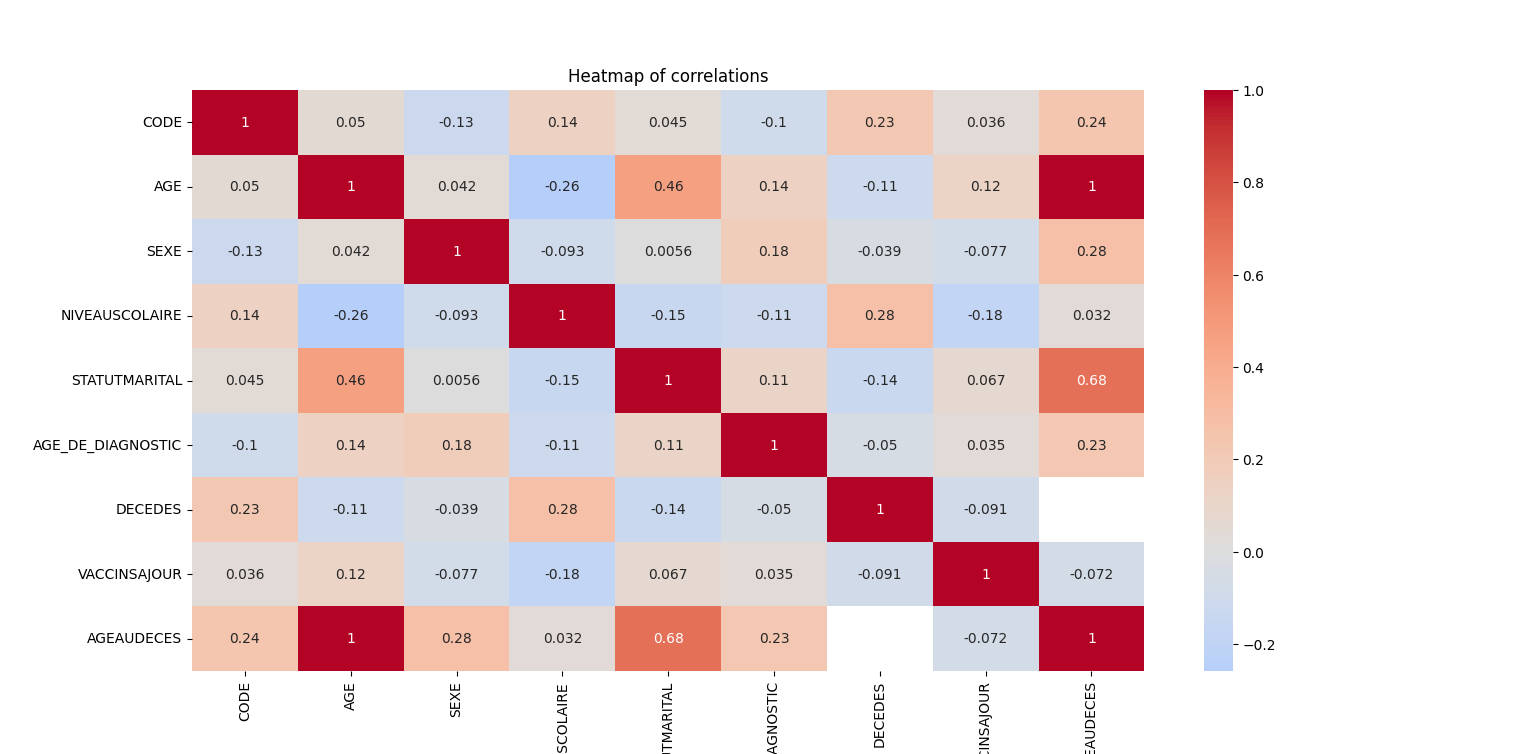 Heatmap of correlations
CODE 1 0.05 -0.13 0.14 0.045 -0.1 0.23 0.036 0.24
AGE 0.05 1 0.042 -0.26 0.46 0.14 -0.11 0.12 1
SEXE -0.13 0.042 1 -0.093 0.0056 0.18 -0.039 -0.077 0.28
NIVEAUSCOLAIRE 0.14 -0.26 -0.093 1 -0.15 -0.11 0.28 -0.18 0.032
STATUTMARITAL 0.045 0.46 0.0056 -0.15 1 0.11 -0.14 0.067 0.68
AGE_DE_DIAGNOSTIC -0.1 0.14 0.18 -0.11 0.11 1 -0.05 0.035 0.23
DECEDES 0.23 -0.11 -0.039 0.28 -0.14 -0.05 1 -0.091
VACCINSAJOUR 0.036 0.12 -0.077 -0.18 0.067 0.035 -0.091 1 -0.072
AGEAUDECES 0.24 1 0.28 0.032 0.68 0.23 -0.072 1
CODE
AGE
SEXE
SCOLAIRE
UTMARITAL
AGNOSTIC
DECEDES
CINSAJOUR
EAUDECES
1.0
0.8
0.6
0.4
0.2
0.0
−0.2